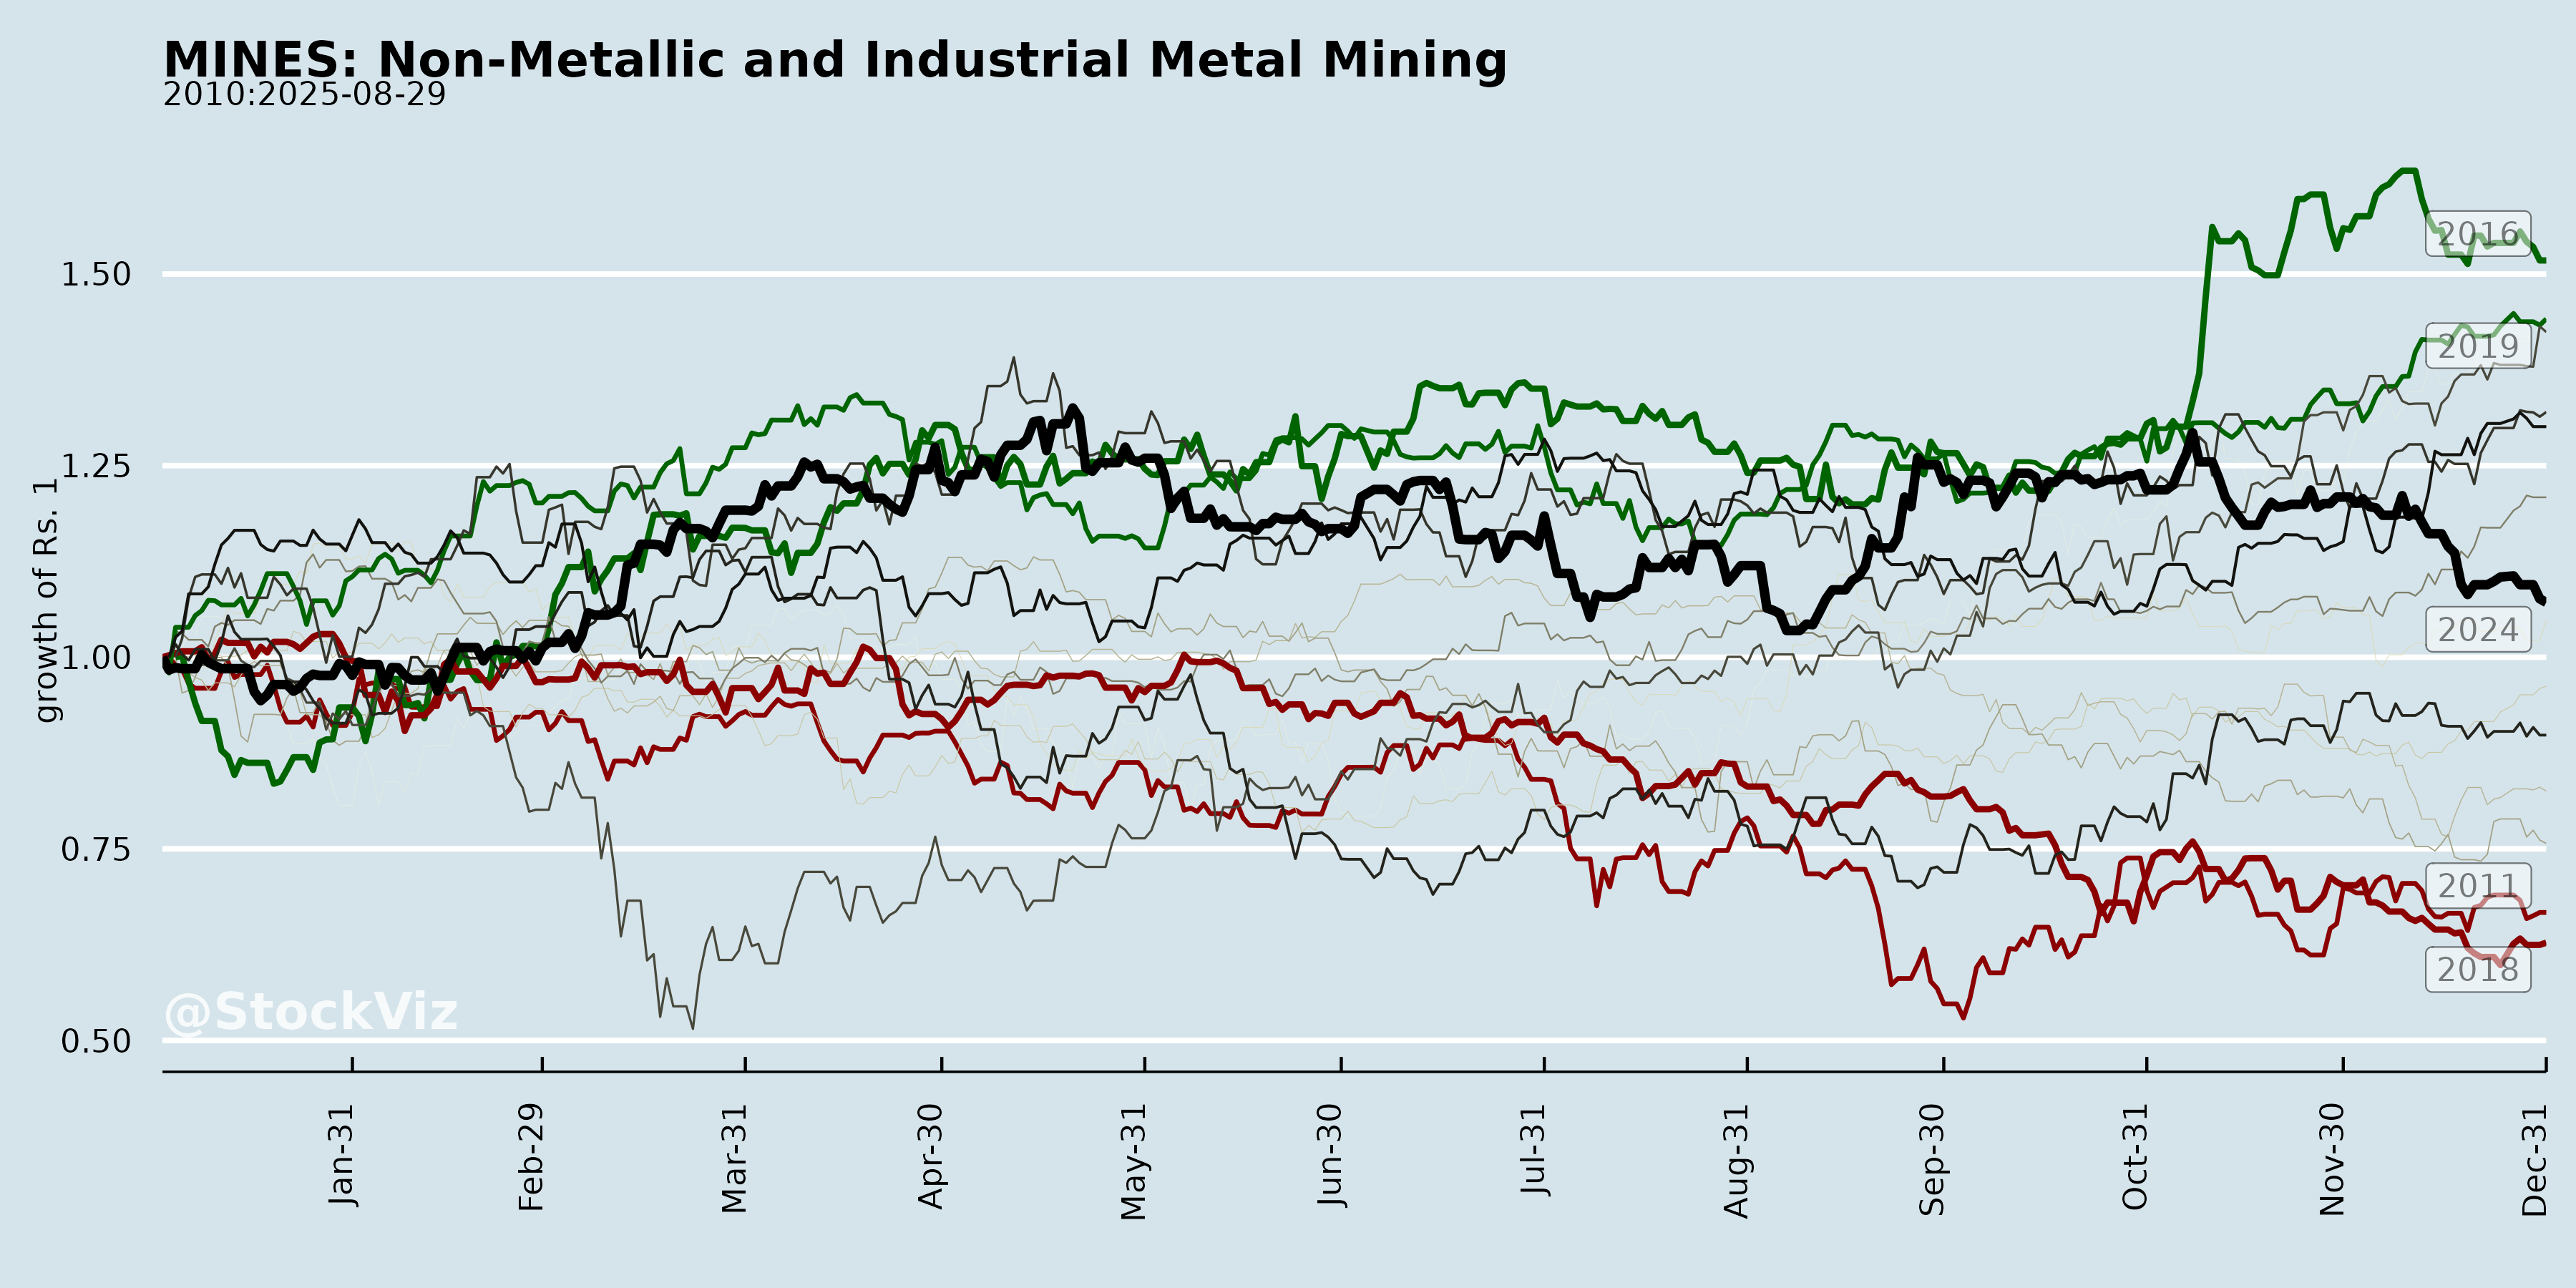 MINES: Non-Metallic and Industrial Metal Mining
2010:2025-08-29
growth of Rs. 1
1.50
1.25
1.00
0.75
0.50
2016
2019
2024
2011
2018
@StockViz
Jan-31
Feb-29
Mar-31
Apr-30
May-31
Jun-30
Jul-31
Aug-31
Sep-30
Oct-31
Nov-30
Dec-31